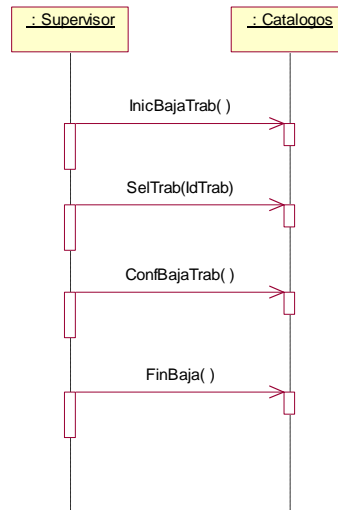 : Supervisor
: Catalogos
InicBajaTrab( )
SelTrab(IdTrab)
ConfBajaTrab( )
FinBaja( )